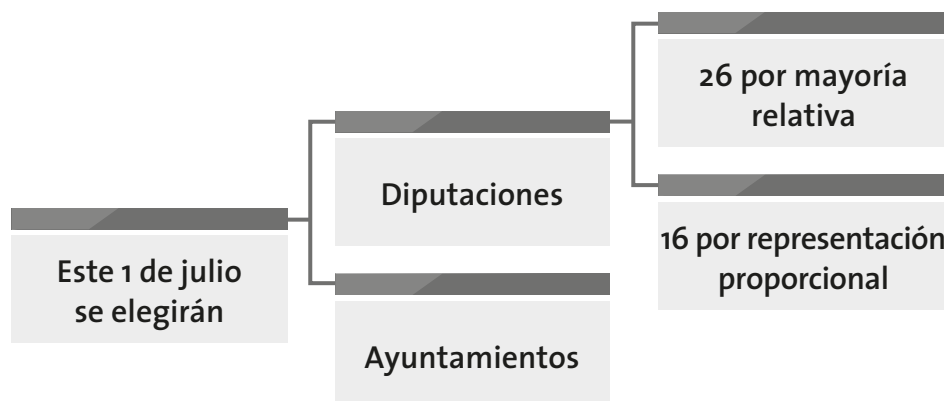 Este 1 de julio
se elegirán
Diputaciones
Ayuntamientos
26 por mayoría
relativa
16 por representación
proporcional